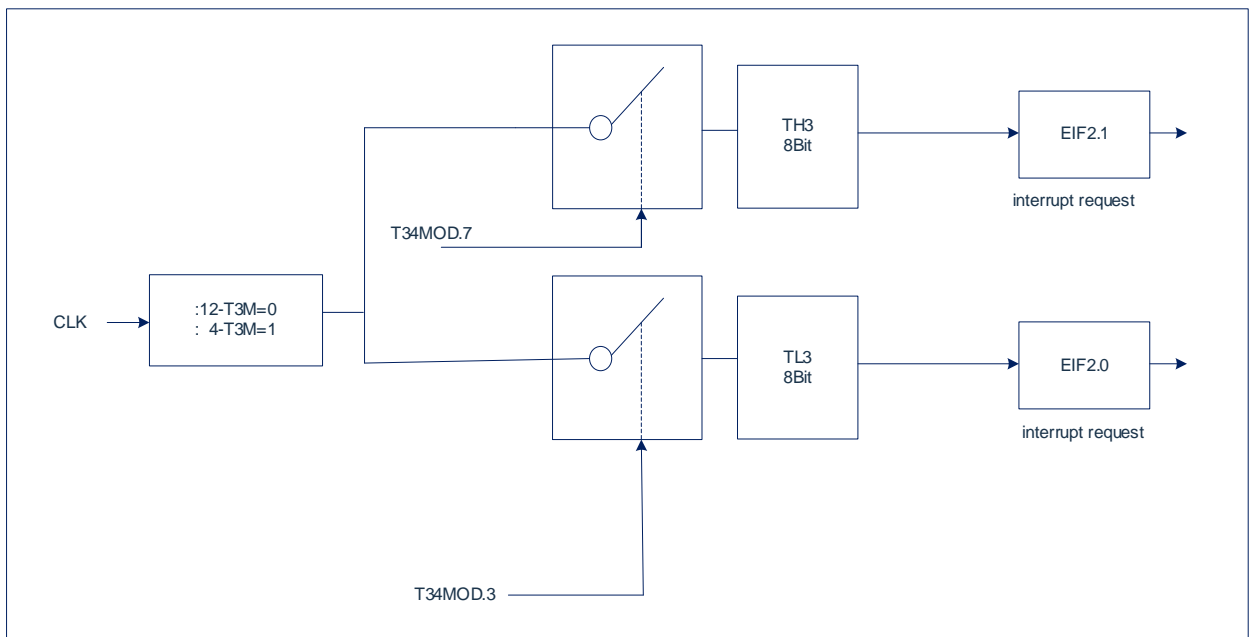 TH3
8Bit
EIF2.1
interrupt request
T34MOD.7
CLK
:12-T3M=0
: 4-T3M=1
TL3
8Bit
EIF2.0
interrupt request
T34MOD.3